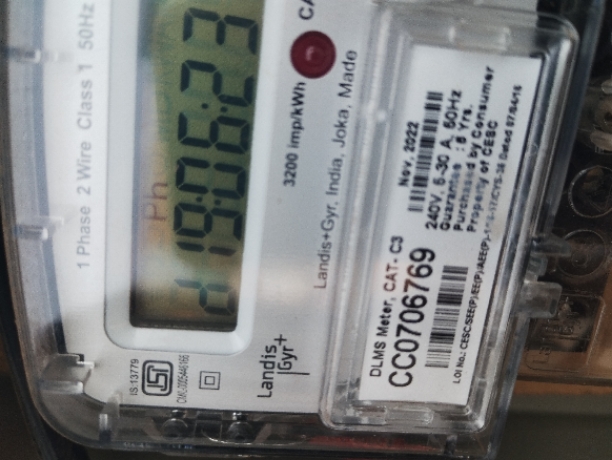 1 Phase 2 Wire Class 1 50Hz
Ph
d 19:06:23
3200 imp/kWh
CA
Landis+Gyr, India, Joka, Made
IS:13779
Landis
Gyr+
Nov. 2022
240V, 5-30 A, 50Hz
Guarantee : 5 Yrs.
Purchased by Consumer
Property of CESC
DLMS Meter, CAT- C3
CC0706769